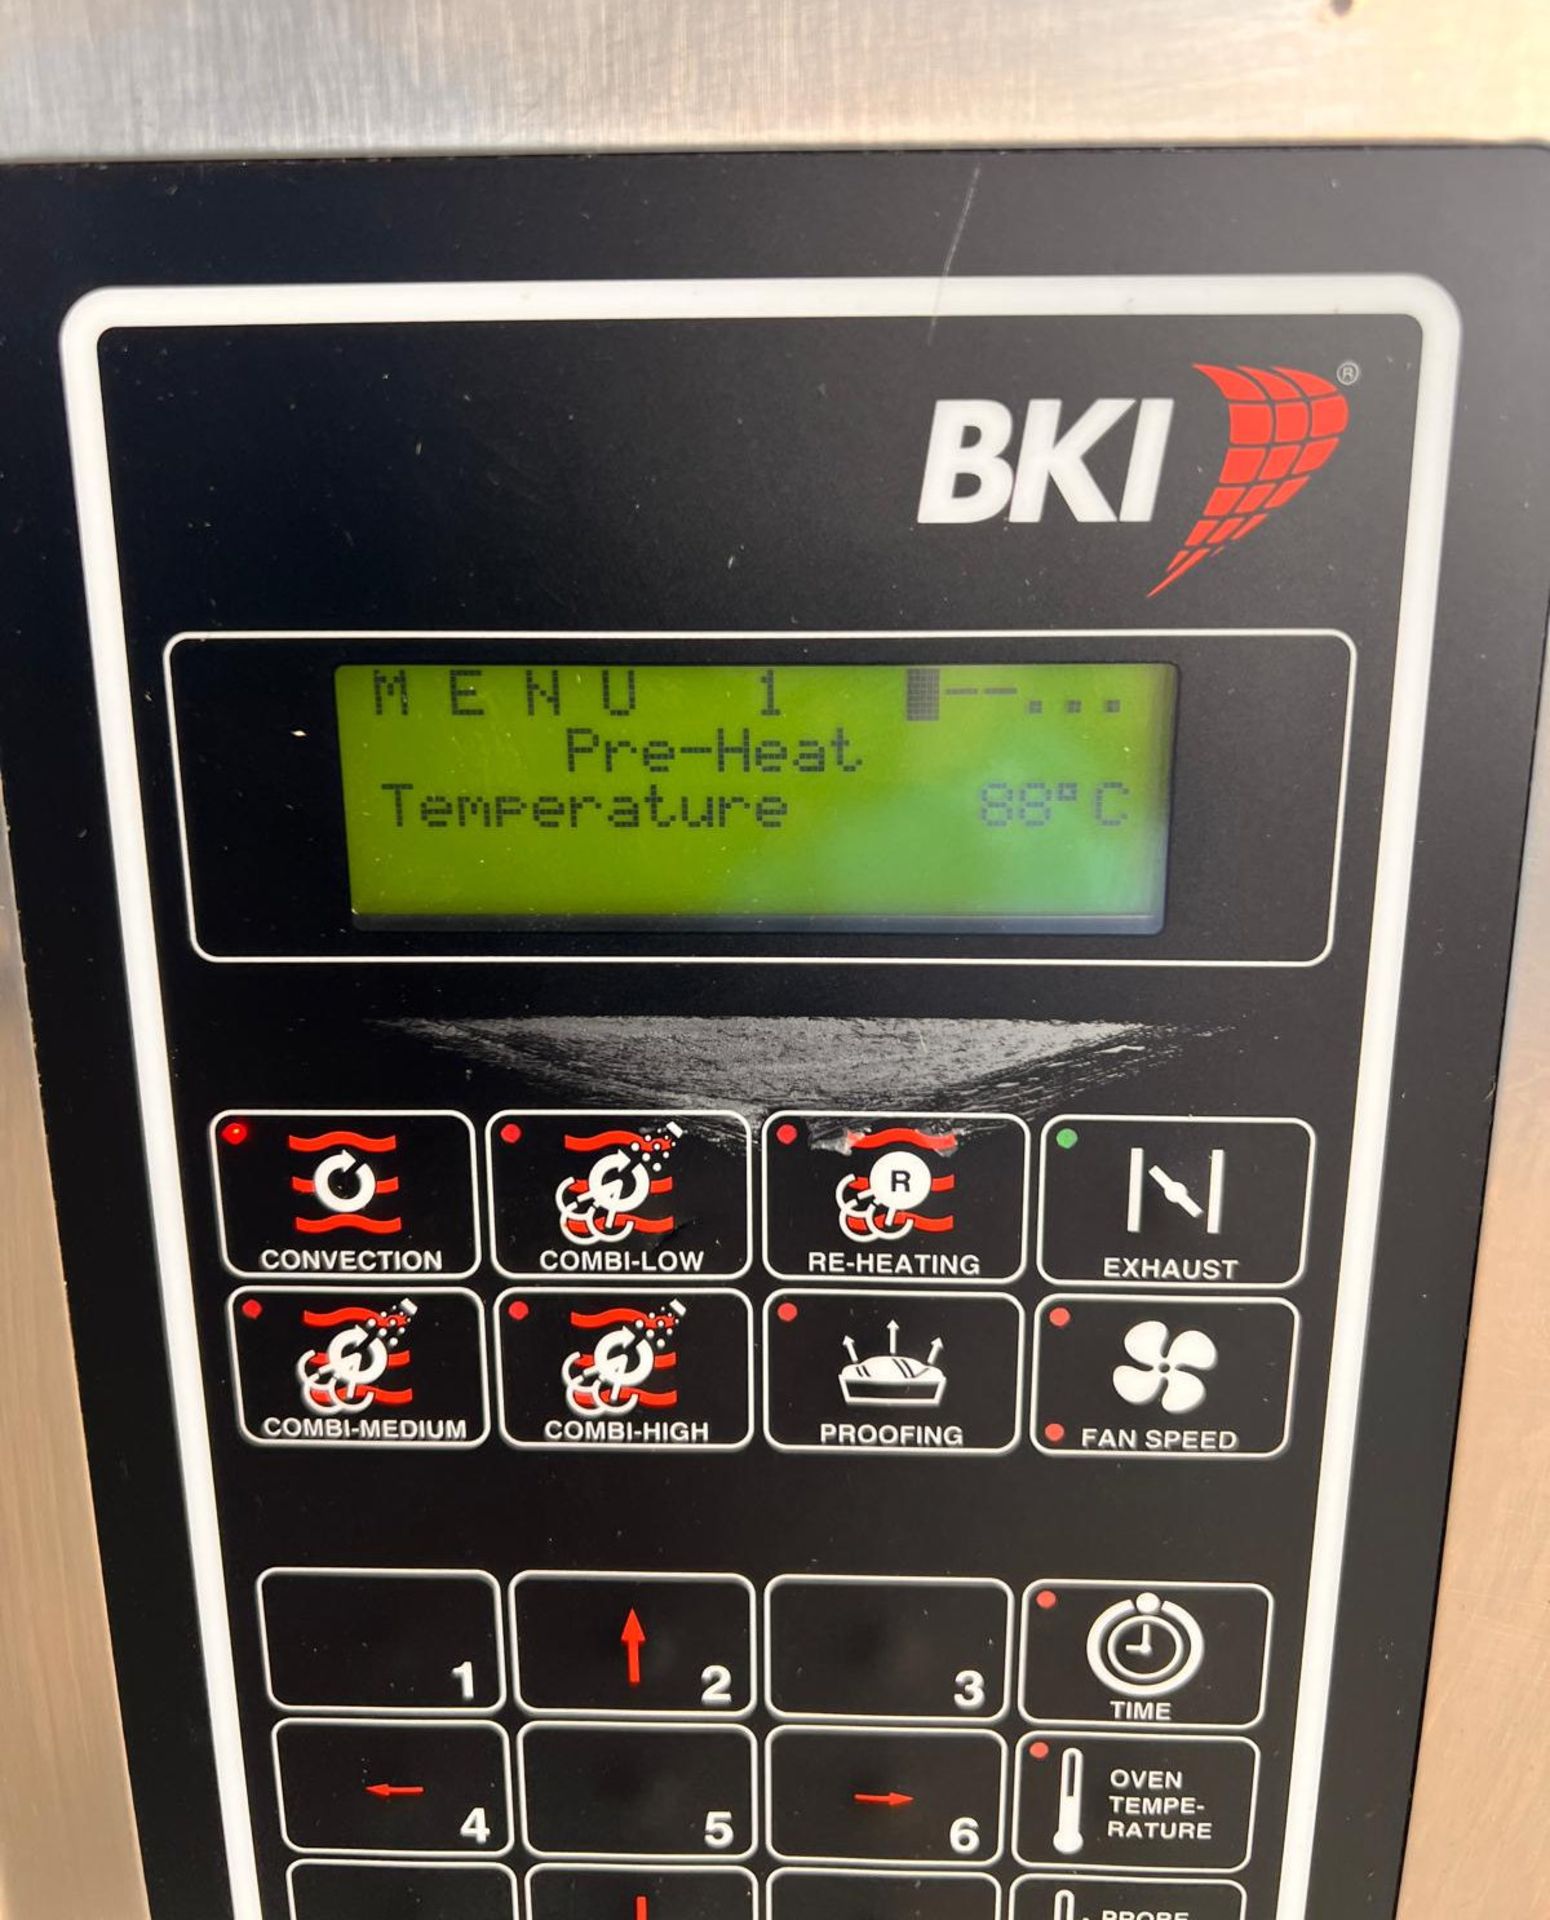 BKI ®
MENU 1 --...
Pre-Heat
Temperature 88°C
CONVECTION COMBI-LOW RE-HEATING EXHAUST
R
COMBI-MEDIUM COMBI-HIGH PROOFING FAN SPEED
1 2 3 TIME
4 5 6 OVEN
TEMPE-
RATURE
PROBE